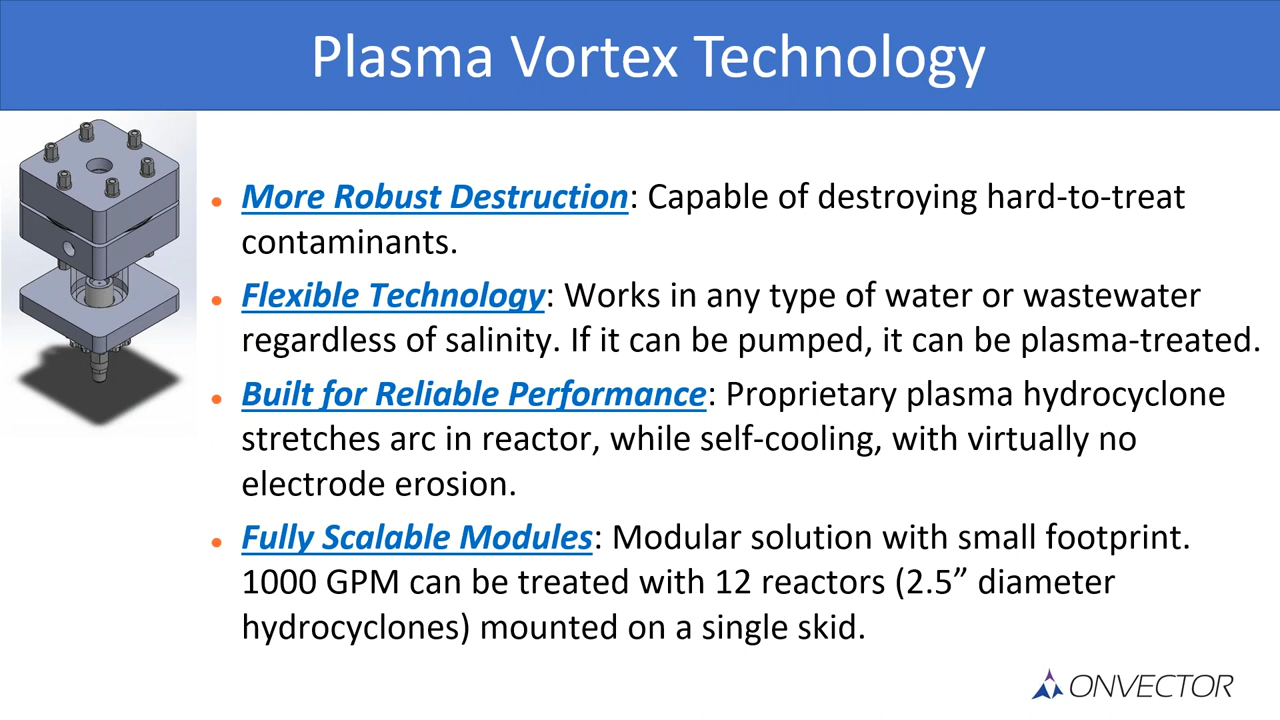 Plasma Vortex Technology
• More Robust Destruction: Capable of destroying hard-to-treat
contaminants.
• Flexible Technology: Works in any type of water or wastewater
regardless of salinity. If it can be pumped, it can be plasma-treated.
• Built for Reliable Performance: Proprietary plasma hydrocyclone
stretches arc in reactor, while self-cooling, with virtually no
electrode erosion.
• Fully Scalable Modules: Modular solution with small footprint.
1000 GPM can be treated with 12 reactors (2.5” diameter
hydrocyclones) mounted on a single skid.
ONVECTOR